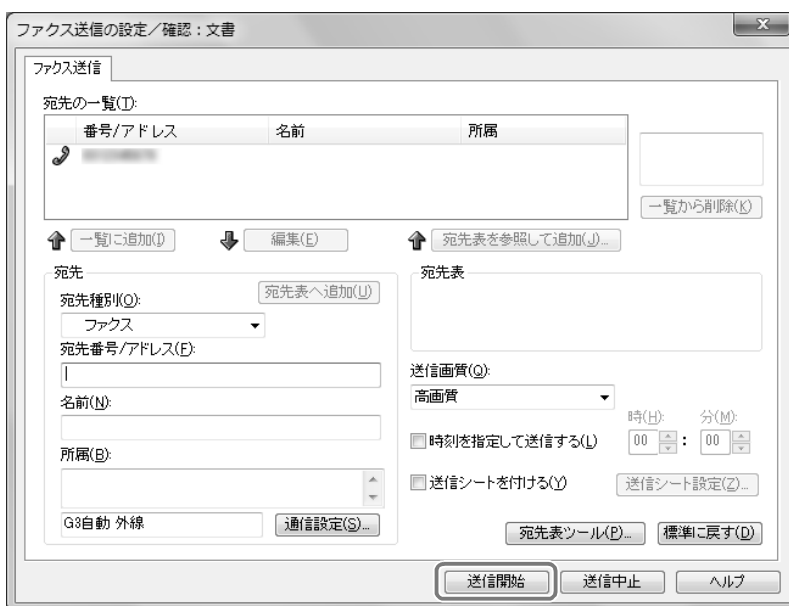 ファクス送信の設定／確認：文書
ファクス送信
宛先の一覧(T):
番号/アドレス 名前 所属
一覧から削除(K)
一覧に追加(I) 編集(E) 宛先表を参照して追加(J)...
宛先
宛先表へ追加(U)
宛先種別(O):
ファクス
宛先番号/アドレス(F):
名前(N):
所属(B):
G3自動 外線 通信設定(S)...
宛先表
送信画質(Q):
高画質
時(H): 分(M):
時刻を指定して送信する(L) 00 : 00
送信シートを付ける(Y) 送信シート設定(Z)...
宛先表ツール(P)... 標準に戻す(D)
送信開始 送信中止 ヘルプ